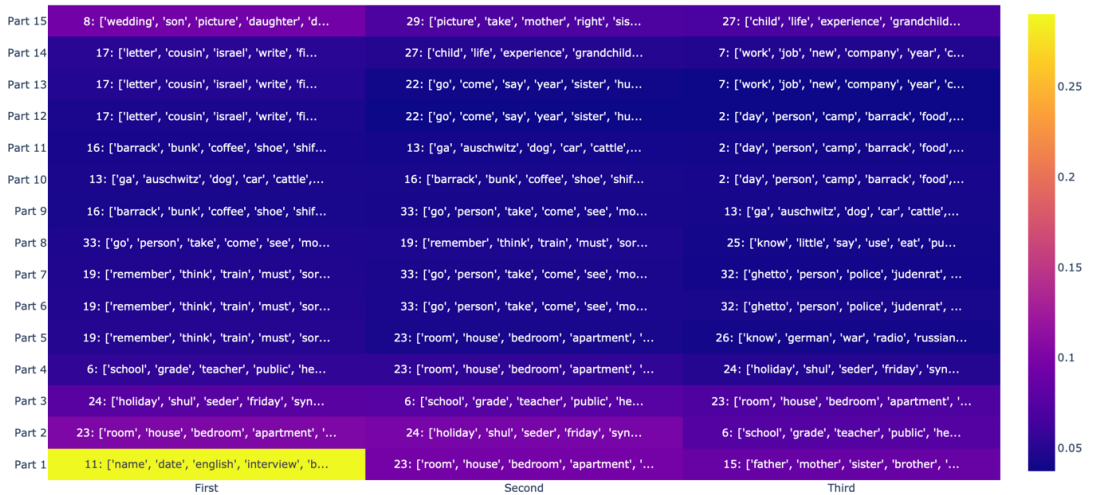 Part 15 8: ['wedding', 'son', 'picture', 'daughter', 'd... 29: ['picture', 'take', 'mother', 'right', 'sis... 27: ['child', 'life', 'experience', 'grandchild...
Part 14 17: ['letter', 'cousin', 'israel', 'write', 'fi... 27: ['child', 'life', 'experience', 'grandchild... 7: ['work', 'job', 'new', 'company', 'year', 'c...
Part 13 17: ['letter', 'cousin', 'israel', 'write', 'fi... 22: ['go', 'come', 'say', 'year', 'sister', 'hu... 7: ['work', 'job', 'new', 'company', 'year', 'c...
Part 12 17: ['letter', 'cousin', 'israel', 'write', 'fi... 22: ['go', 'come', 'say', 'year', 'sister', 'hu... 2: ['day', 'person', 'camp', 'barrack', 'food',...
Part 11 16: ['barrack', 'bunk', 'coffee', 'shoe', 'shif... 13: ['ga', 'auschwitz', 'dog', 'car', 'cattle',... 2: ['day', 'person', 'camp', 'barrack', 'food',...
Part 10 13: ['ga', 'auschwitz', 'dog', 'car', 'cattle',... 16: ['barrack', 'bunk', 'coffee', 'shoe', 'shif... 2: ['day', 'person', 'camp', 'barrack', 'food',...
Part 9 16: ['barrack', 'bunk', 'coffee', 'shoe', 'shif... 33: ['go', 'person', 'take', 'come', 'see', 'mo... 13: ['ga', 'auschwitz', 'dog', 'car', 'cattle',...
Part 8 33: ['go', 'person', 'take', 'come', 'see', 'mo... 19: ['remember', 'think', 'train', 'must', 'sor... 25: ['know', 'little', 'say', 'use', 'eat', 'pu...
Part 7 19: ['remember', 'think', 'train', 'must', 'sor... 33: ['go', 'person', 'take', 'come', 'see', 'mo... 32: ['ghetto', 'person', 'police', 'judenrat', ...
Part 6 19: ['remember', 'think', 'train', 'must', 'sor... 33: ['go', 'person', 'take', 'come', 'see', 'mo... 32: ['ghetto', 'person', 'police', 'judenrat', ...
Part 5 19: ['remember', 'think', 'train', 'must', 'sor... 23: ['room', 'house', 'bedroom', 'apartment', '... 26: ['know', 'german', 'war', 'radio', 'russian...
Part 4 6: ['school', 'grade', 'teacher', 'public', 'he... 23: ['room', 'house', 'bedroom', 'apartment', '... 24: ['holiday', 'shul', 'seder', 'friday', 'syn...
Part 3 24: ['holiday', 'shul', 'seder', 'friday', 'syn... 6: ['school', 'grade', 'teacher', 'public', 'he... 23: ['room', 'house', 'bedroom', 'apartment', '...
Part 2 23: ['room', 'house', 'bedroom', 'apartment', '... 24: ['holiday', 'shul', 'seder', 'friday', 'syn... 6: ['school', 'grade', 'teacher', 'public', 'he...
Part 1 11: ['name', 'date', 'english', 'interview', 'b... 23: ['room', 'house', 'bedroom', 'apartment', '... 15: ['father', 'mother', 'sister', 'brother', '...
First Second Third
0.25
0.2
0.15
0.1
0.05